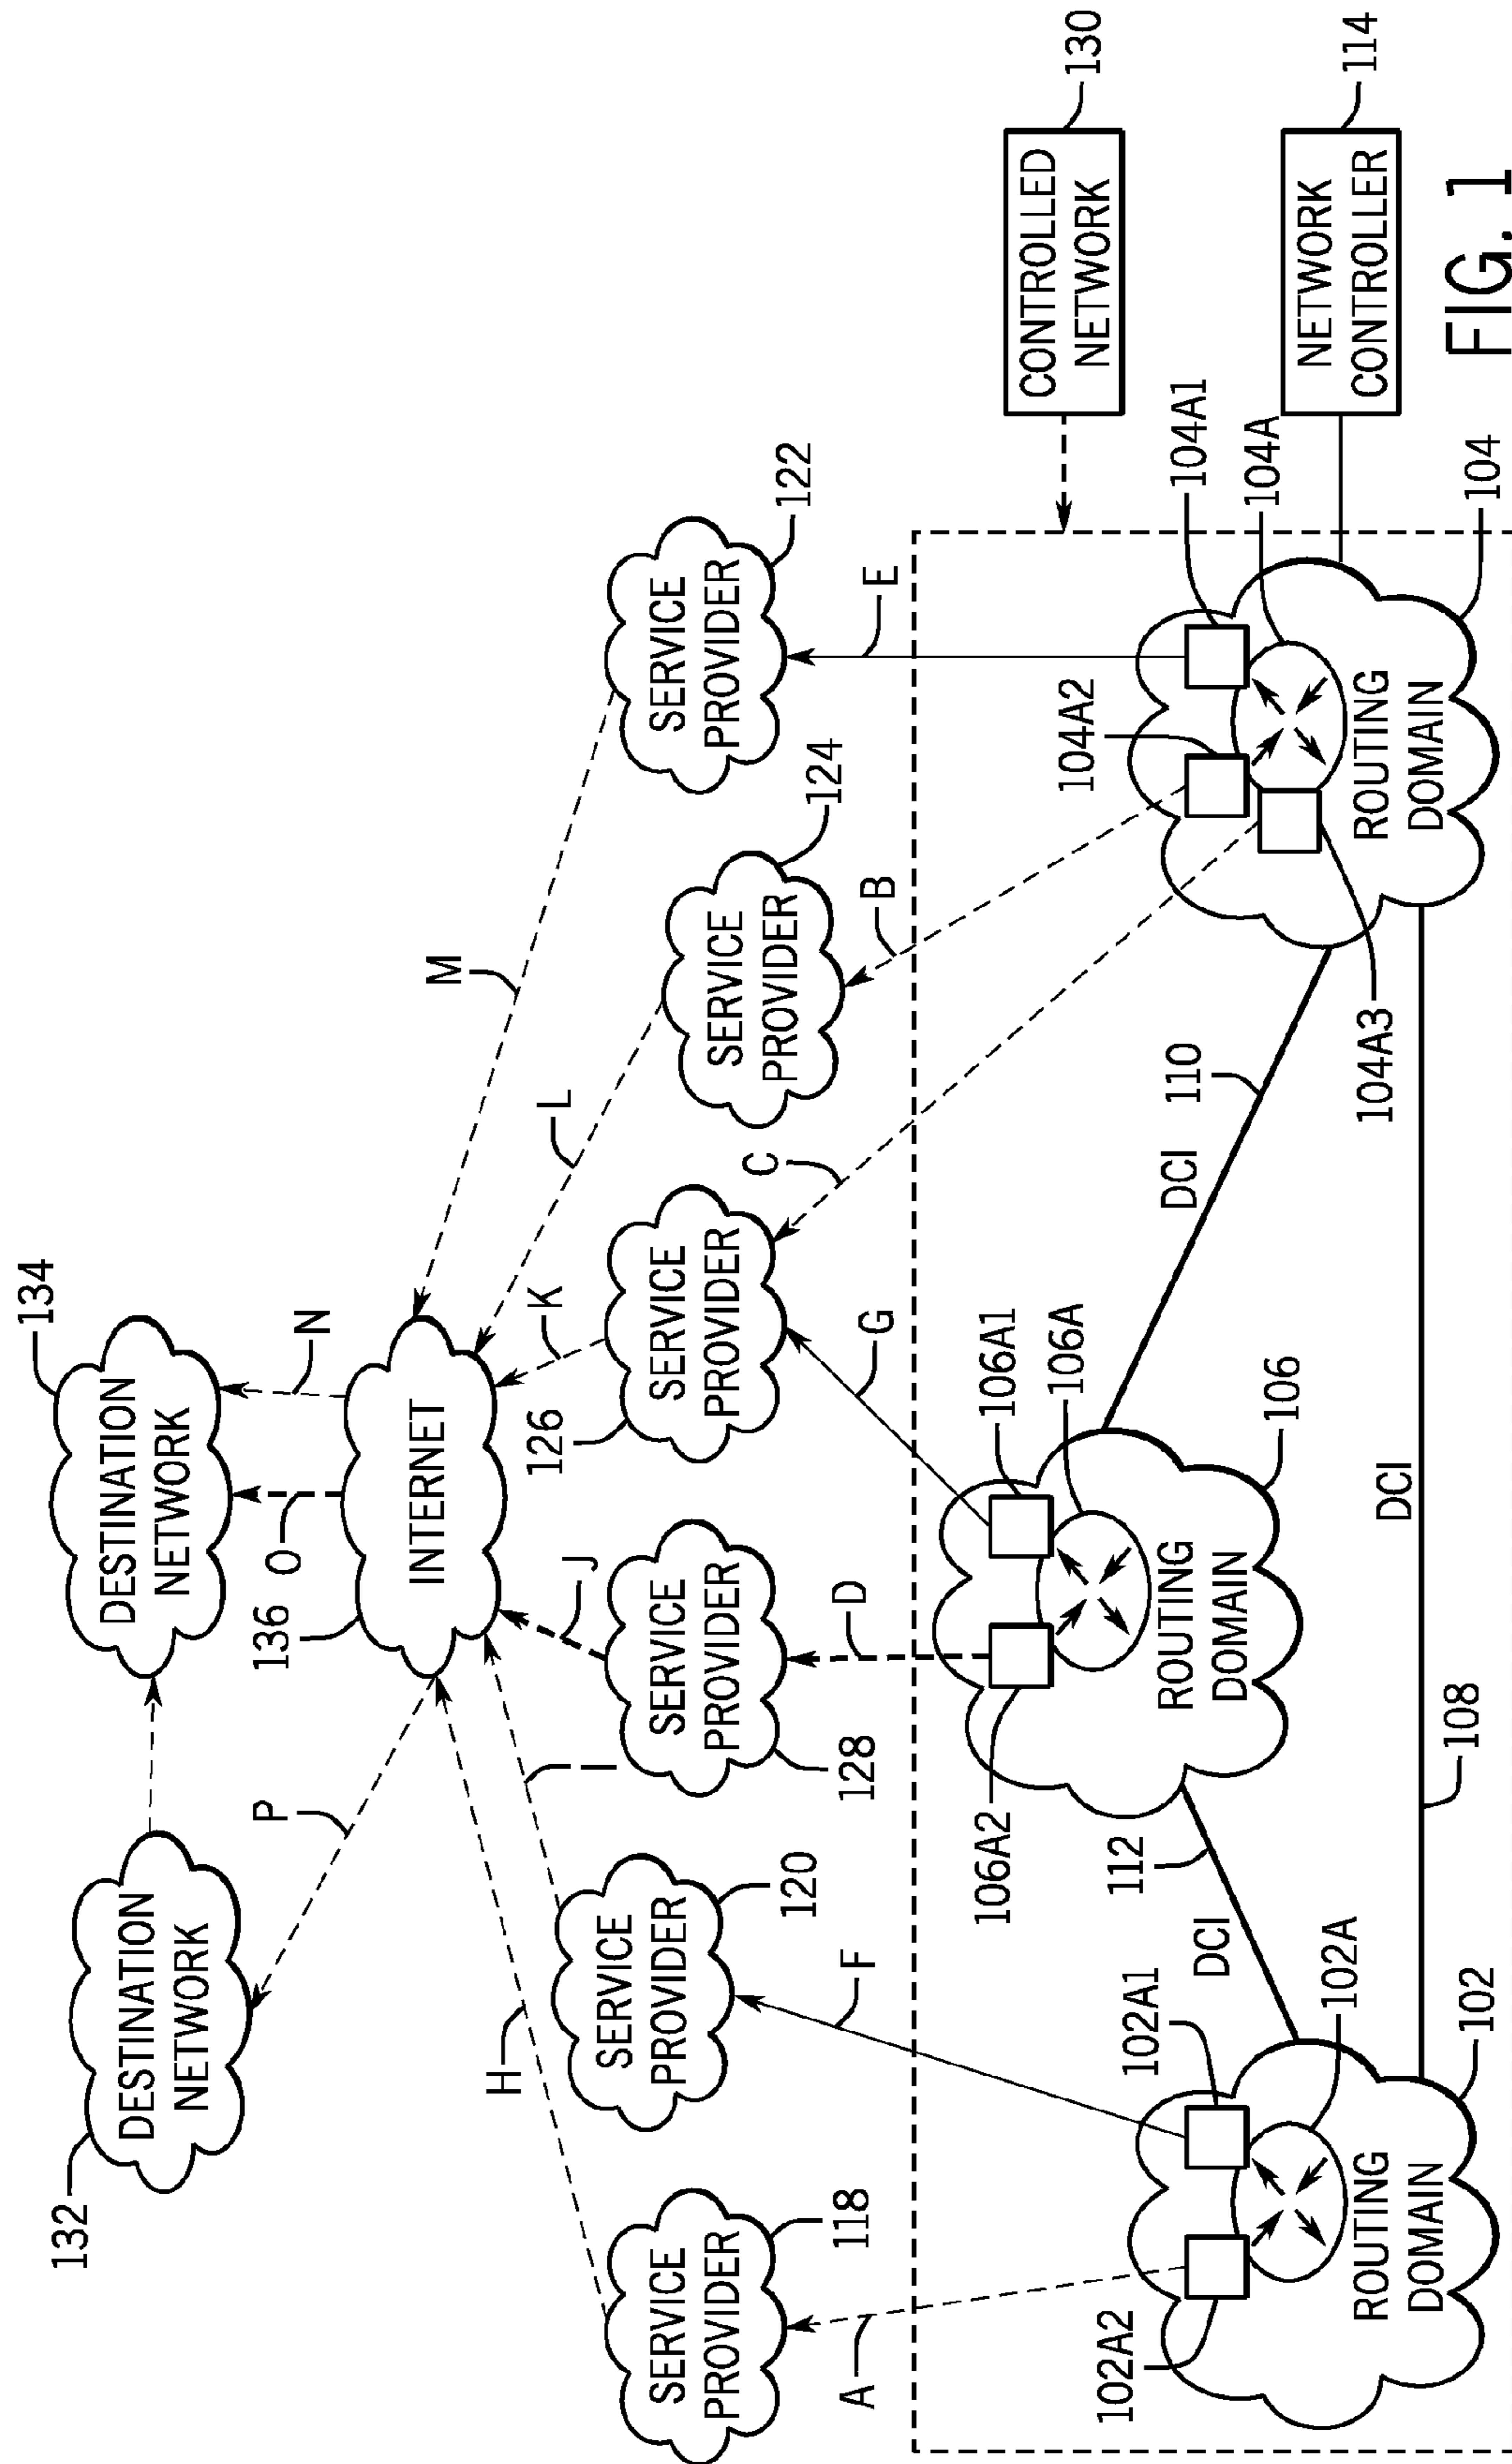 132
DESTINATION
NETWORK
DESTINATION
NETWORK
134
P
136
O
N
INTERNET
H
I
J
K
L
M
SERVICE
PROVIDER
118
SERVICE
PROVIDER
120
SERVICE
PROVIDER
128
126
SERVICE
PROVIDER
SERVICE
PROVIDER
124
SERVICE
PROVIDER
122
A
F
D
G
C
B
E
CONTROLLED
NETWORK
130
102A2
102A1
102A
ROUTING
DOMAIN
102
DCI
112
106A2
106A1
106A
ROUTING
DOMAIN
106
DCI
110
104A2
104A1
104A
104A3
ROUTING
DOMAIN
104
DCI
108
NETWORK
CONTROLLER
114
FIG. 1